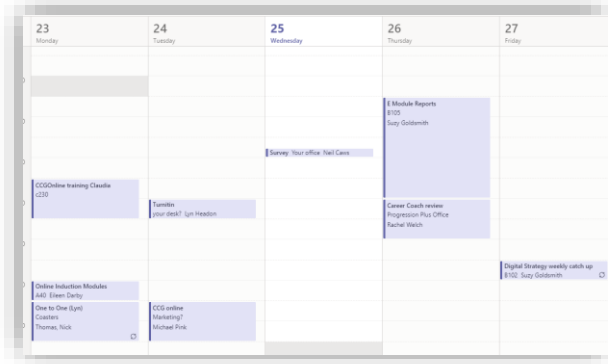 23
Monday
24
Tuesday
25
Wednesday
26
Thursday
27
Friday
CCGOnline training Claudia
c230
Online Induction Modules
A40 Eileen Darby
One to One (Lyn)
Coasters
Thomas, Nick
Turnitin
your desk? Lyn Headon
CCG online
Marketing?
Michael Pink
Survey Your office Neil Cawx
E Module Reports
B105
Suzy Goldsmith
Career Coach review
Progression Plus Office
Rachel Welch
Digital Strategy weekly catch up
B102 Suzy Goldsmith